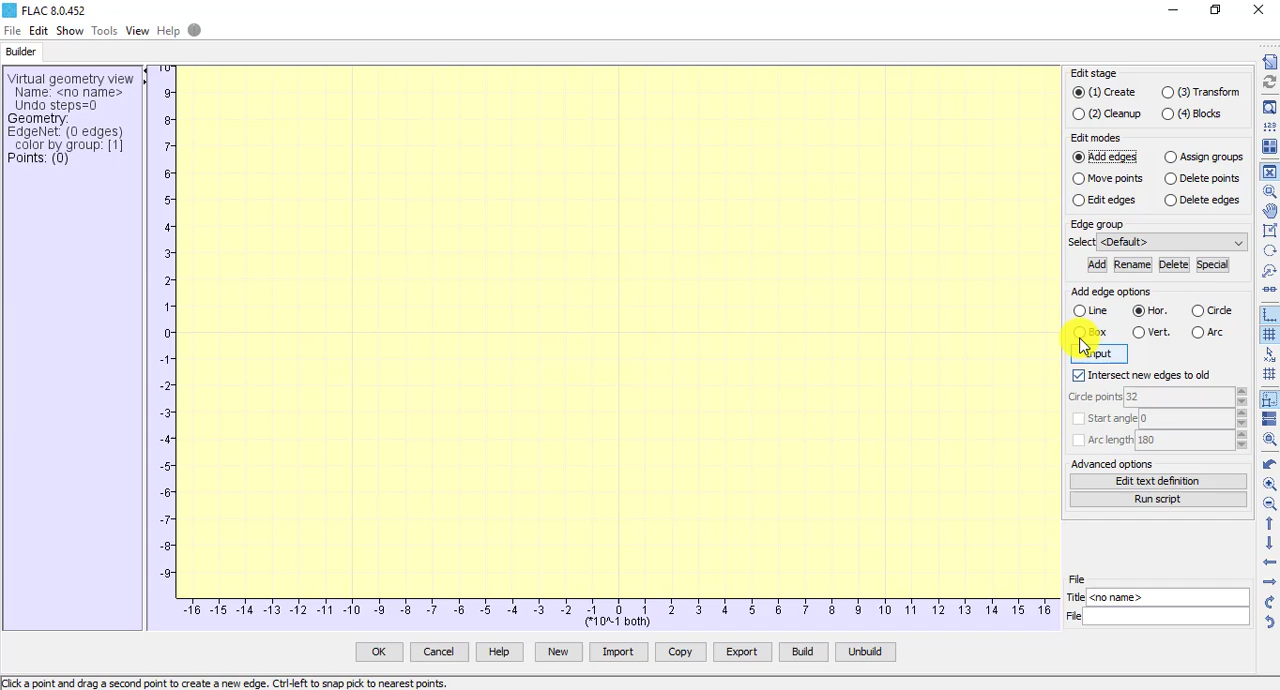 FLAC 8.0.452
File Edit Show Tools View Help
Builder
Virtual geometry view
Name: <no name>
Undo steps=0
Geometry:
EdgeNet: (0 edges)
color by group: [1]
Points: (0)
10
9
8
7
6
5
4
3
2
1
0
-1
-2
-3
-4
-5
-6
-7
-8
-9
-16 -15 -14 -13 -12 -11 -10 -9 -8 -7 -6 -5 -4 -3 -2 -1 0 1 2 3 4 5 6 7 8 9 10 11 12 13 14 15 16
(*10^-1 both)
Edit stage
(1) Create (3) Transform
(2) Cleanup (4) Blocks
Edit modes
Add edges Assign groups
Move points Delete points
Edit edges Delete edges
Edge group
Select <Default>
Add Rename Delete Special
Add edge options
Line Hor. Circle
Box Vert. Arc
Input
Intersect new edges to old
Circle points 32
Start angle 0
Arc length 180
Advanced options
Edit text definition
Run script
File
Title <no name>
File
OK Cancel Help New Import Copy Export Build Unbuild
Click a point and drag a second point to create a new edge. Ctrl-left to snap pick to nearest points.